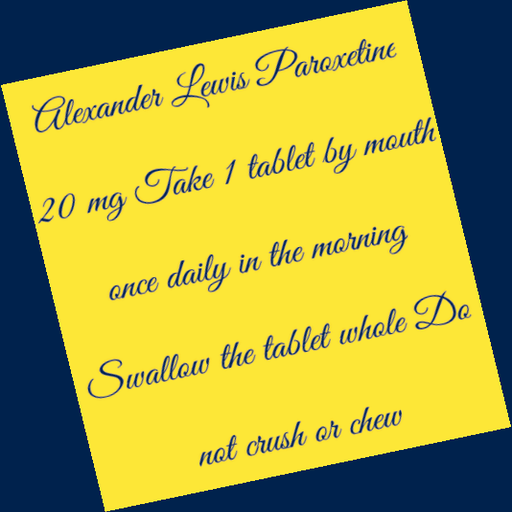 Alexander Lewis Paroxetine
20 mg Take 1 tablet by mouth
once daily in the morning
Swallow the tablet whole Do
not crush or chew